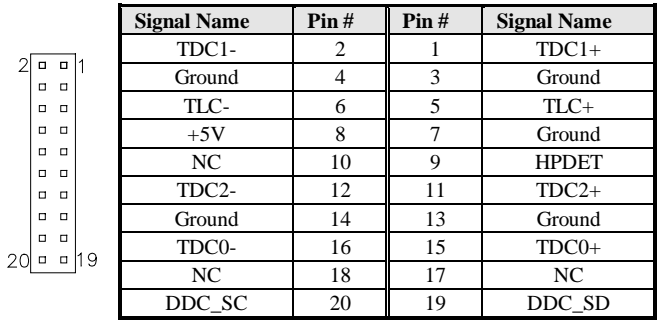 2 1
20 19
Signal Name Pin # Pin # Signal Name
TDC1- 2 1 TDC1+
Ground 4 3 Ground
TLC- 6 5 TLC+
+5V 8 7 Ground
NC 10 9 HPDET
TDC2- 12 11 TDC2+
Ground 14 13 Ground
TDC0- 16 15 TDC0+
NC 18 17 NC
DDC_SC 20 19 DDC_SD